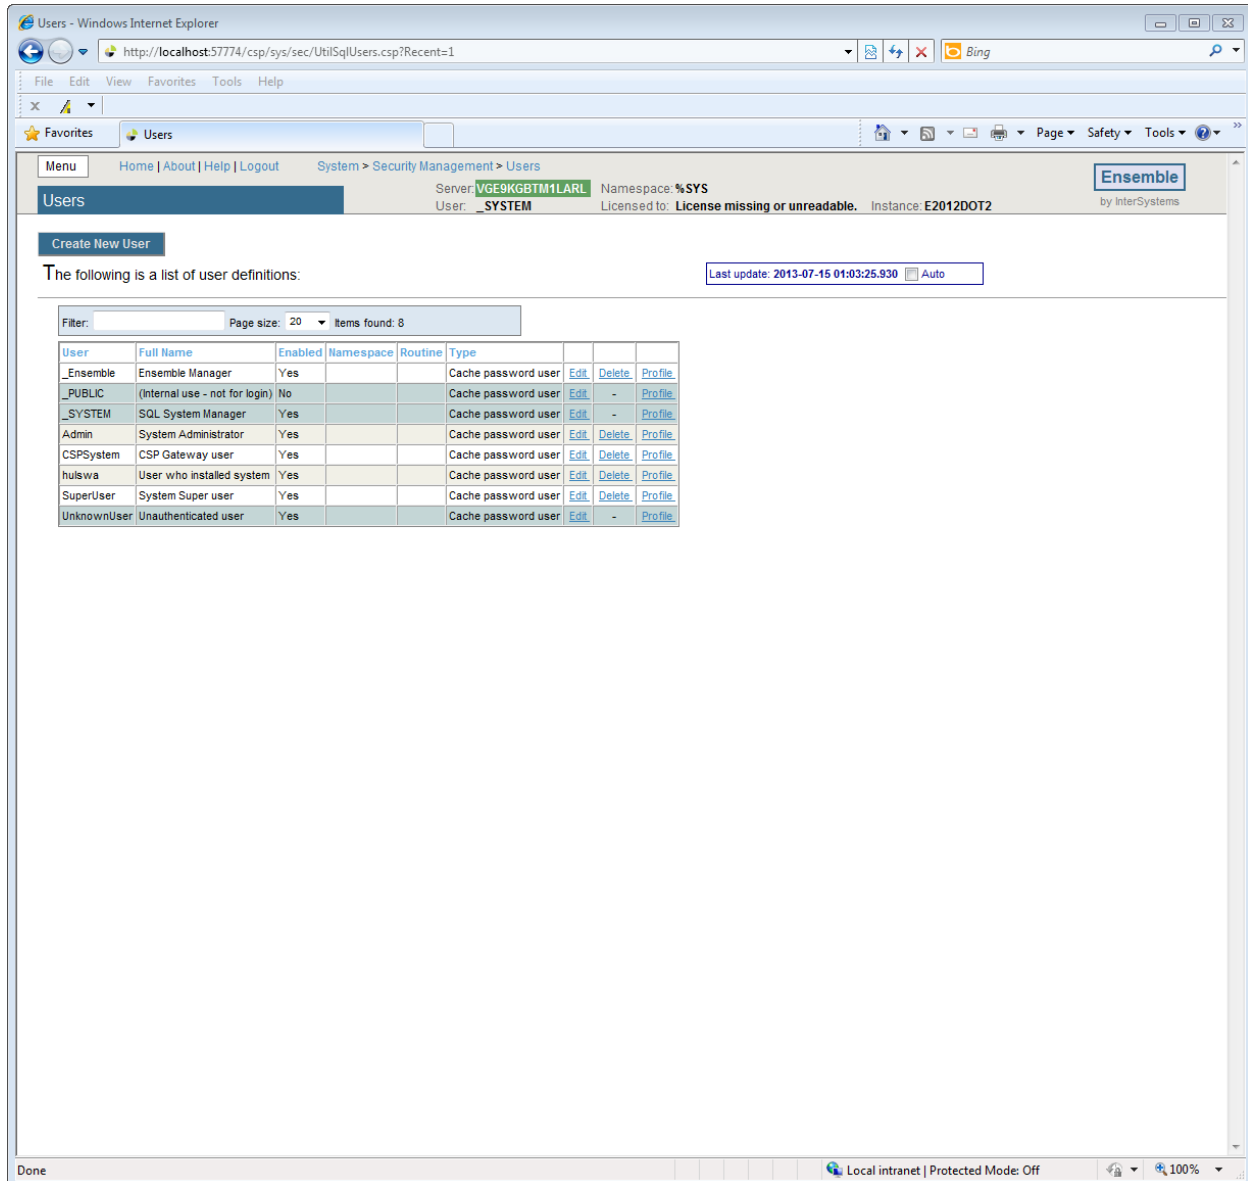 Users - Windows Internet Explorer
http://localhost:57774/csp/sys/sec/UtilSqlUsers.csp?Recent=1
Bing
File Edit View Favorites Tools Help
x
Favorites Users Page Safety Tools »
Menu Home | About | Help | Logout System > Security Management > Users
Server: VGE9KGBTM1LARL Namespace: %SYS
Ensemble
Users
User: _SYSTEM Licensed to: License missing or unreadable. Instance: E2012DOT2
by InterSystems
Create New User
The following is a list of user definitions:
Last update: 2013-07-15 01:03:25.930 Auto
Filter: Page size: 20 Items found: 8
User Full Name Enabled Namespace Routine Type
_Ensemble Ensemble Manager Yes Cache password user Edit Delete Profile
_PUBLIC (Internal use - not for login) No Cache password user Edit - Profile
_SYSTEM SQL System Manager Yes Cache password user Edit - Profile
Admin System Administrator Yes Cache password user Edit Delete Profile
CSPSystem CSP Gateway user Yes Cache password user Edit Delete Profile
hulswa User who installed system Yes Cache password user Edit Delete Profile
SuperUser System Super user Yes Cache password user Edit Delete Profile
UnknownUser Unauthenticated user Yes Cache password user Edit - Profile
Done Local intranet | Protected Mode: Off 100%